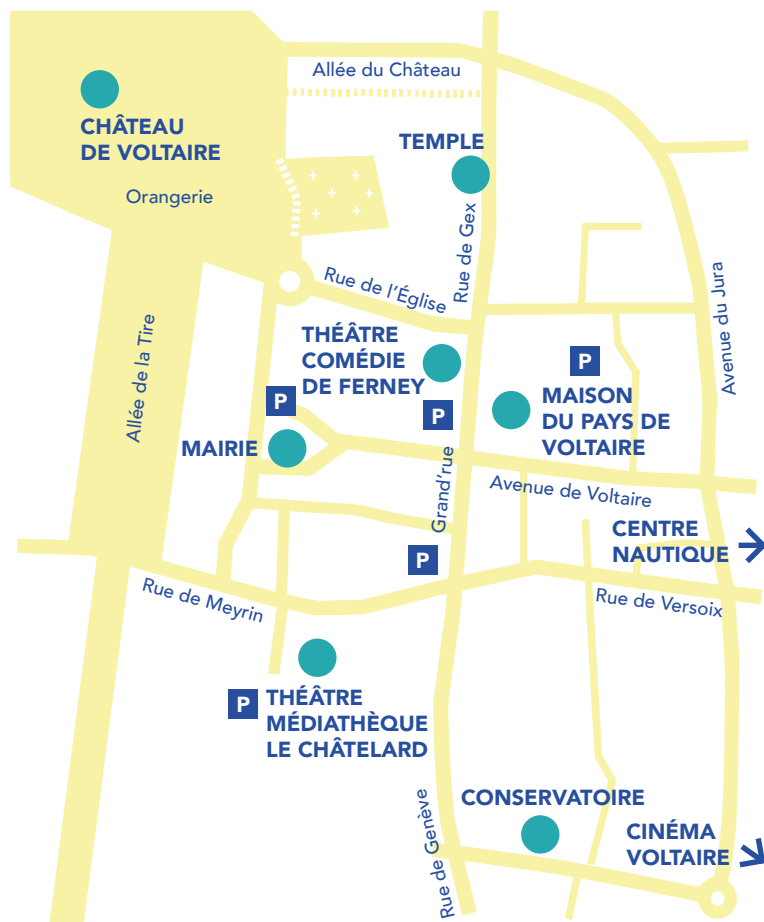 Allée du Château
CHÂTEAU
DE VOLTAIRE
TEMPLE
Orangerie
Rue de Gex
Rue de l'Église
Avenue du Jura
Allée de la Tire
THÉÂTRE
COMÉDIE
DE FERNEY
P
P
P
MAISON
DU PAYS DE
VOLTAIRE
MAIRIE
Grand'rue
Avenue de Voltaire
CENTRE
NAUTIQUE
P
Rue de Meyrin
Rue de Versoix
P
THÉÂTRE
MÉDIATHÈQUE
LE CHÂTELARD
CONSERVATOIRE
Rue de Genève
CINÉMA
VOLTAIRE